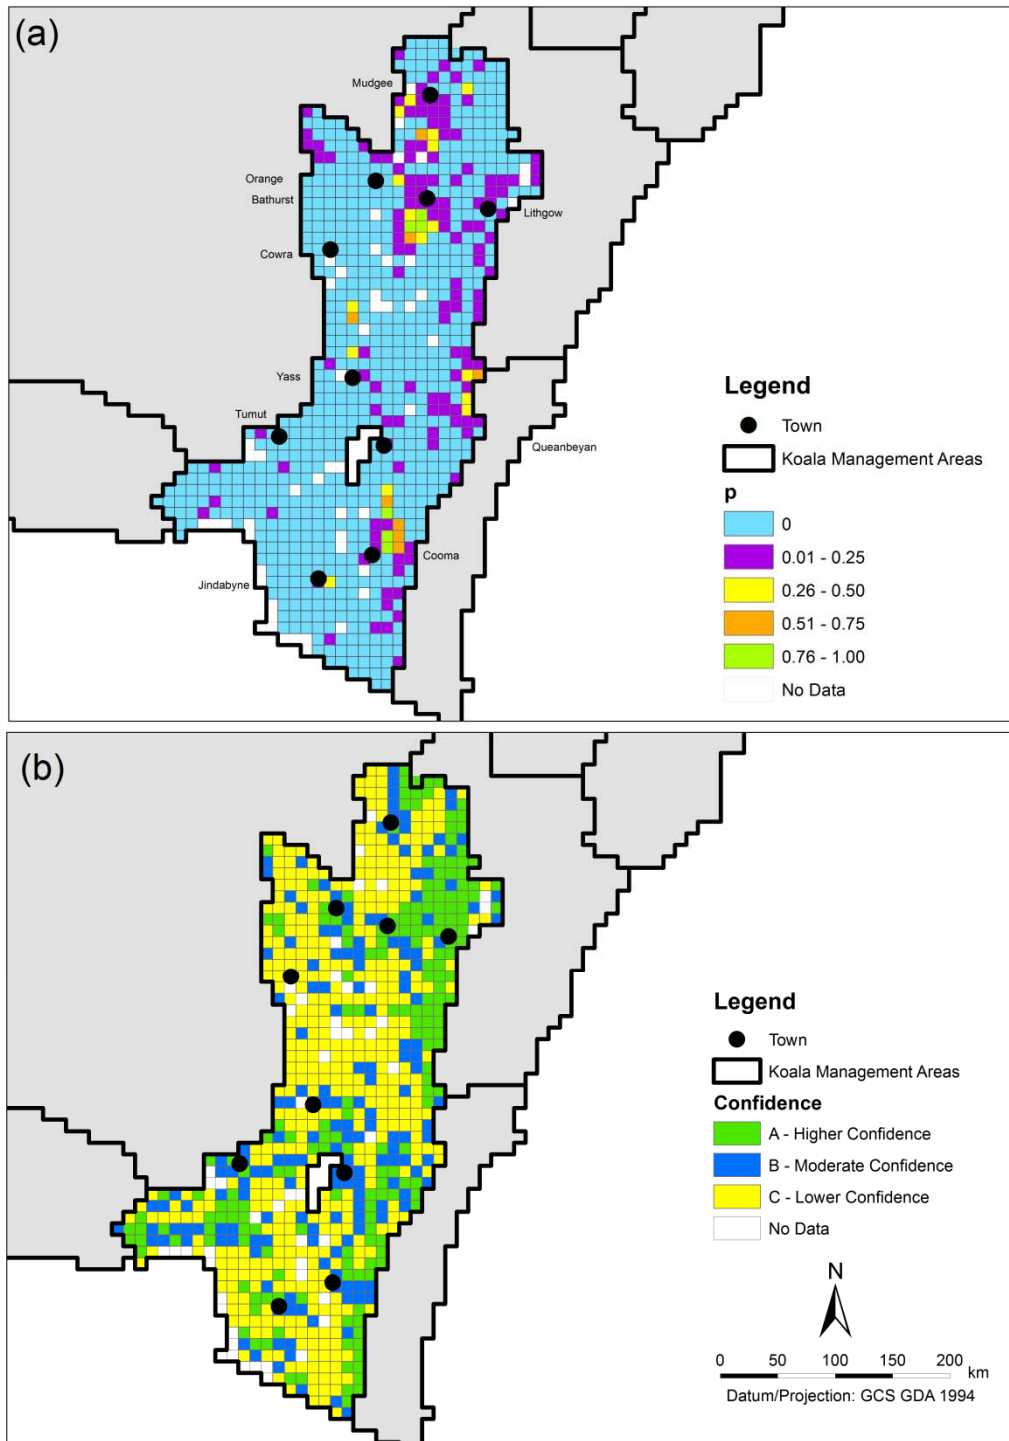 (a)
Mudgee
Orange
Bathurst
Lithgow
Cowra
Yass
Tumut
Queanbeyan
Cooma
Jindabyne
Legend
Town
Koala Management Areas
p
0
0.01 - 0.25
0.26 - 0.50
0.51 - 0.75
0.76 - 1.00
No Data
(b)
Legend
Town
Koala Management Areas
Confidence
A - Higher Confidence
B - Moderate Confidence
C - Lower Confidence
No Data
N
0 50 100 150 200
km
Datum/Projection: GCS GDA 1994